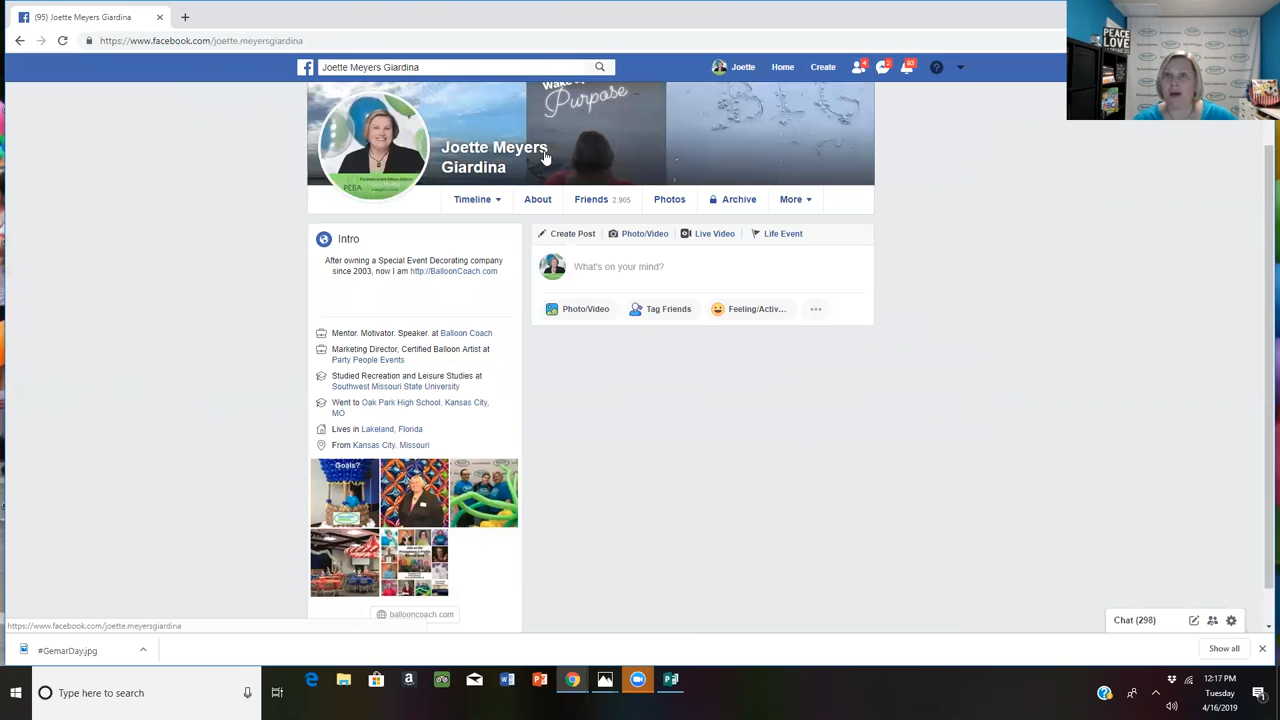 (95) Joette Meyers Giardina
https://www.facebook.com/joette.meyersgiardina
PEACE
LOVE
Joette Meyers Giardina
Joette
Home
Create
4
2
93
Purpose
BIG
Joette Meyers
Giardina
PEBA
Timeline
About
Friends 2,905
Photos
Archive
More
Intro
After owning a Special Event Decorating company
since 2003, now I am http://BalloonCoach.com
Mentor. Motivator. Speaker. at Balloon Coach
Marketing Director, Certified Balloon Artist at
Party People Events
Studied Recreation and Leisure Studies at
Southwest Missouri State University
Went to Oak Park High School. Kansas City,
MO
Lives in Lakeland, Florida
From Kansas City, Missouri
Goals?
ballooncoach.com
Create Post
Photo/Video
Live Video
Life Event
What's on your mind?
Photo/Video
Tag Friends
Feeling/Activ...
Chat (298)
https://www.facebook.com/joette.meyersgiardina
#GemarDay.jpg
Show all
Type here to search
12:17 PM
Tuesday
4/16/2019